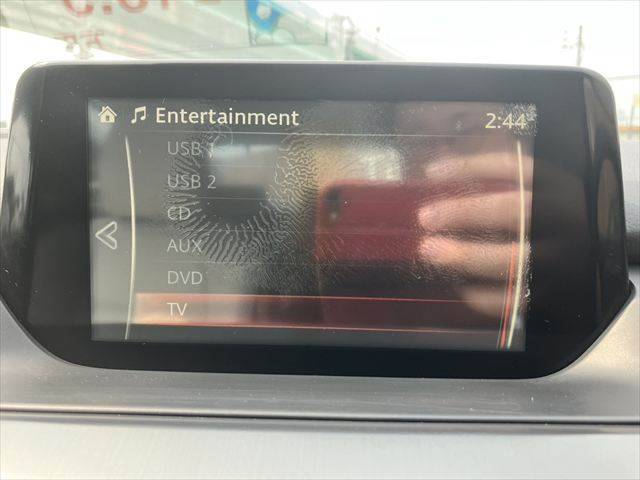 Entertainment 2:44
USB 1
USB 2
CD
AUX
DVD
TV